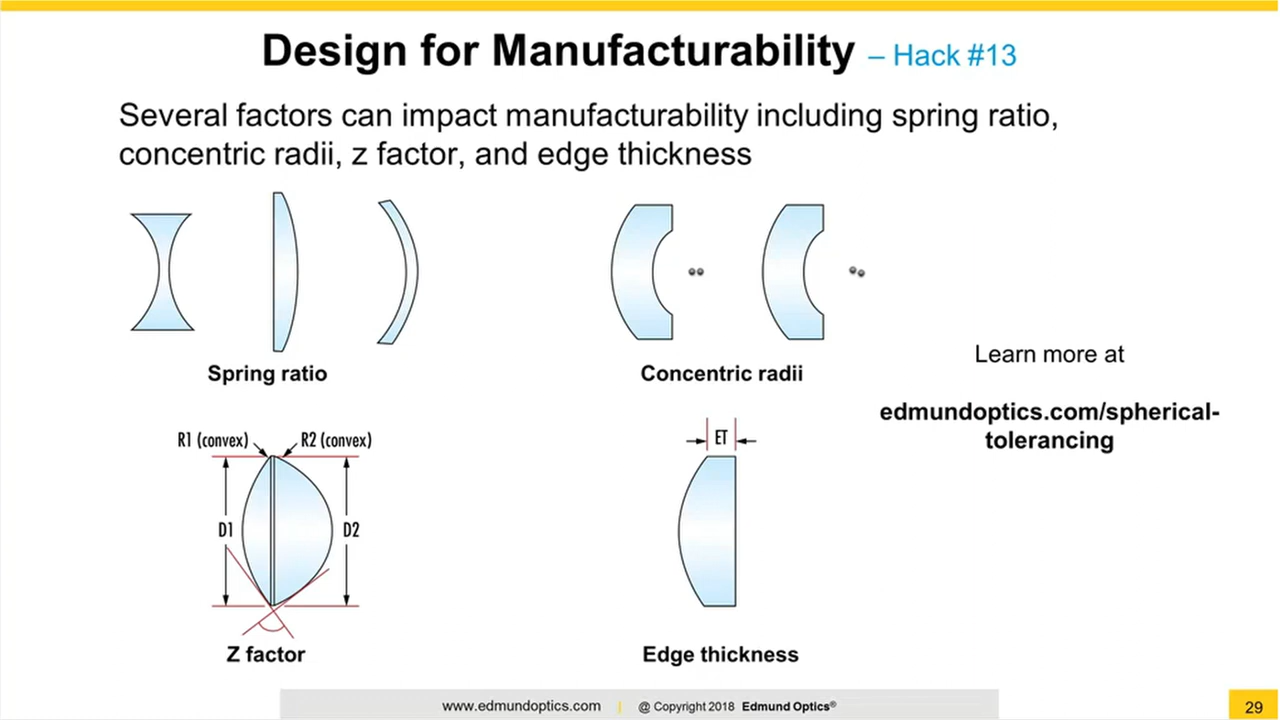 Design for Manufacturability – Hack #13
Several factors can impact manufacturability including spring ratio,
concentric radii, z factor, and edge thickness
Spring ratio
Concentric radii
Learn more at
edmundoptics.com/spherical-
tolerancing
R1 (convex)
R2 (convex)
D1
D2
Z factor
ET
Edge thickness
www.edmundoptics.com | @ Copyright 2018 Edmund Optics®
29